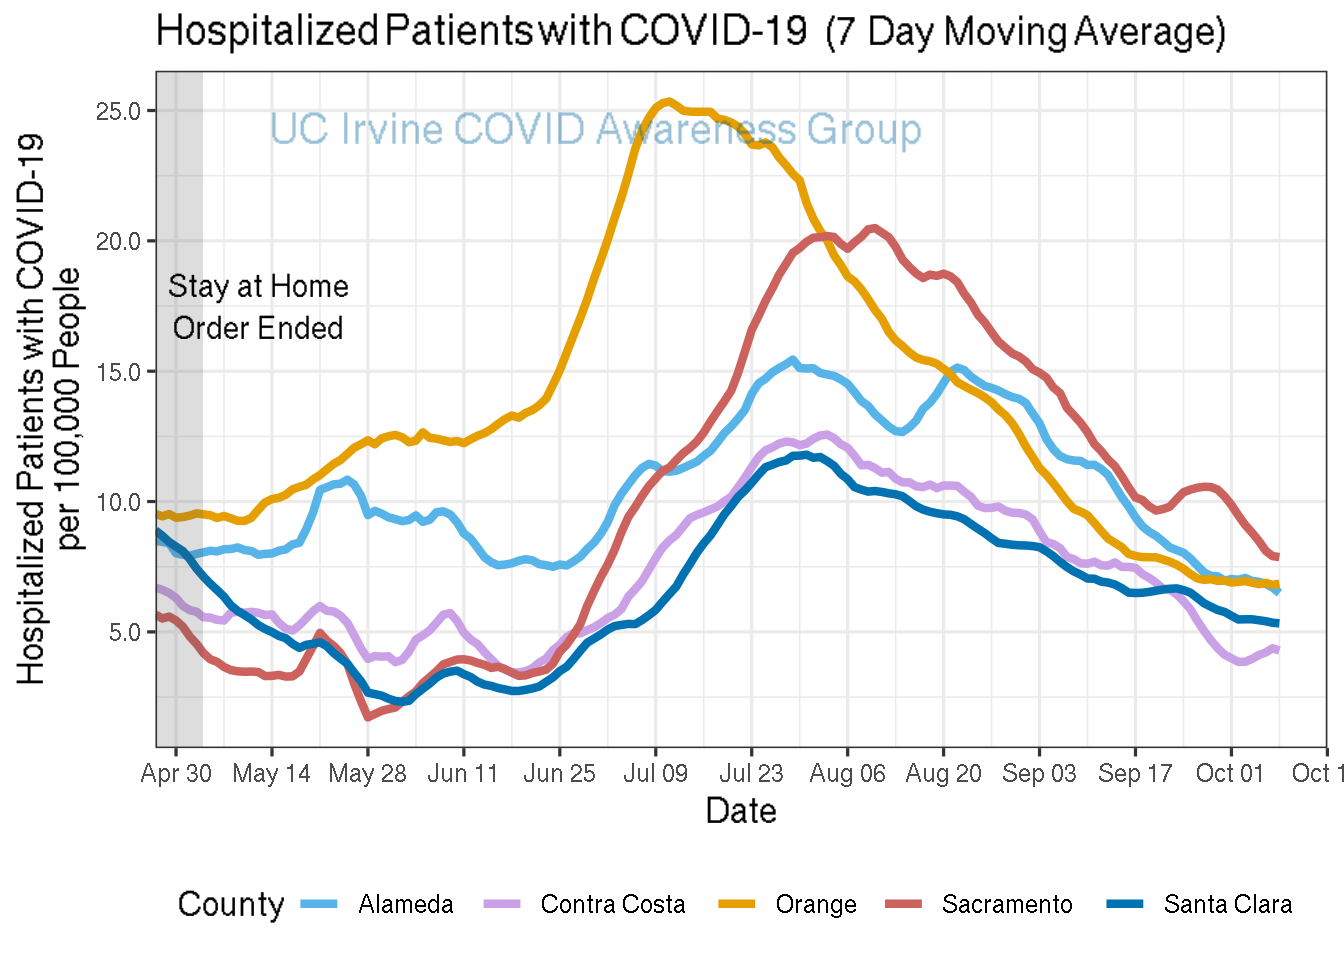 Hospitalized Patients with COVID-19 (7 Day Moving Average)
UC Irvine COVID Awareness Group
Hospitalized Patients with COVID-19
per 100,000 People
25.0
20.0
15.0
10.0
5.0
Stay at Home
Order Ended
Apr 30 May 14 May 28 Jun 11 Jun 25 Jul 09 Jul 23 Aug 06 Aug 20 Sep 03 Sep 17 Oct 01 Oct 1
Date
County Alameda Contra Costa Orange Sacramento Santa Clara